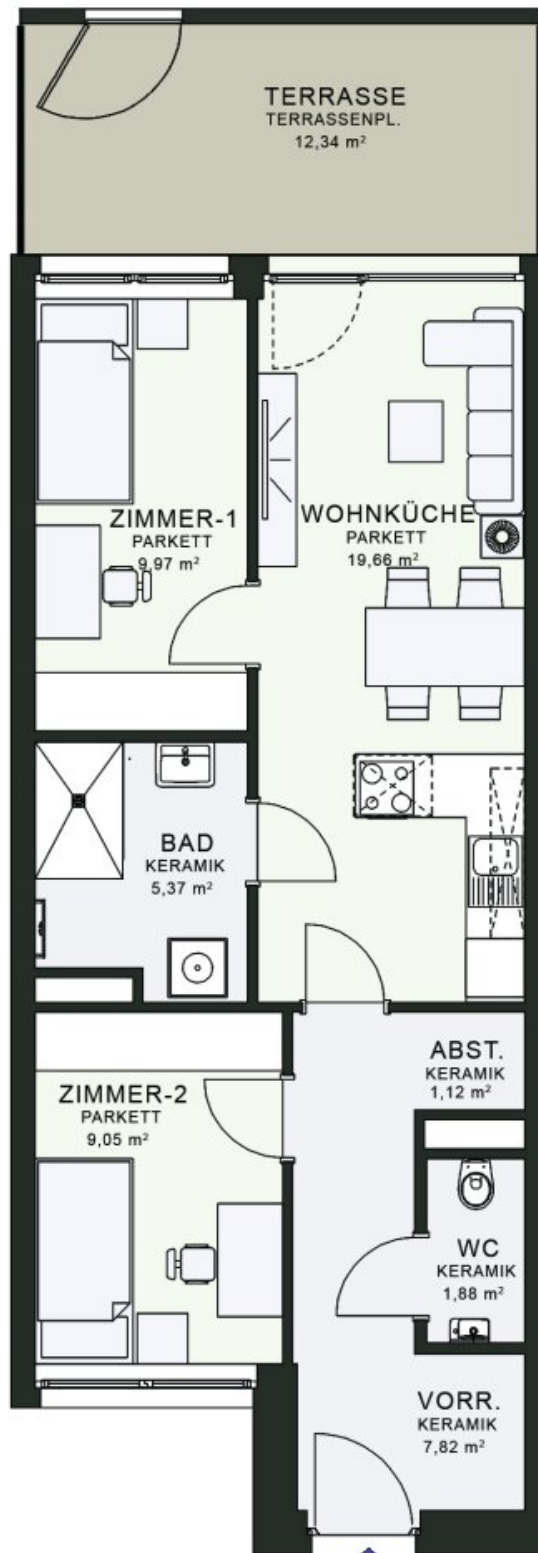 TERRASSE
TERRASSENPL.
12,34 m²
ZIMMER-1
PARKETT
9,97 m²
WOHNKÜCHE
PARKETT
19,66 m²
BAD
KERAMIK
5,37 m²
ABST.
KERAMIK
1,12 m²
ZIMMER-2
PARKETT
9,05 m²
WC
KERAMIK
1,88 m²
VORR.
KERAMIK
7,82 m²